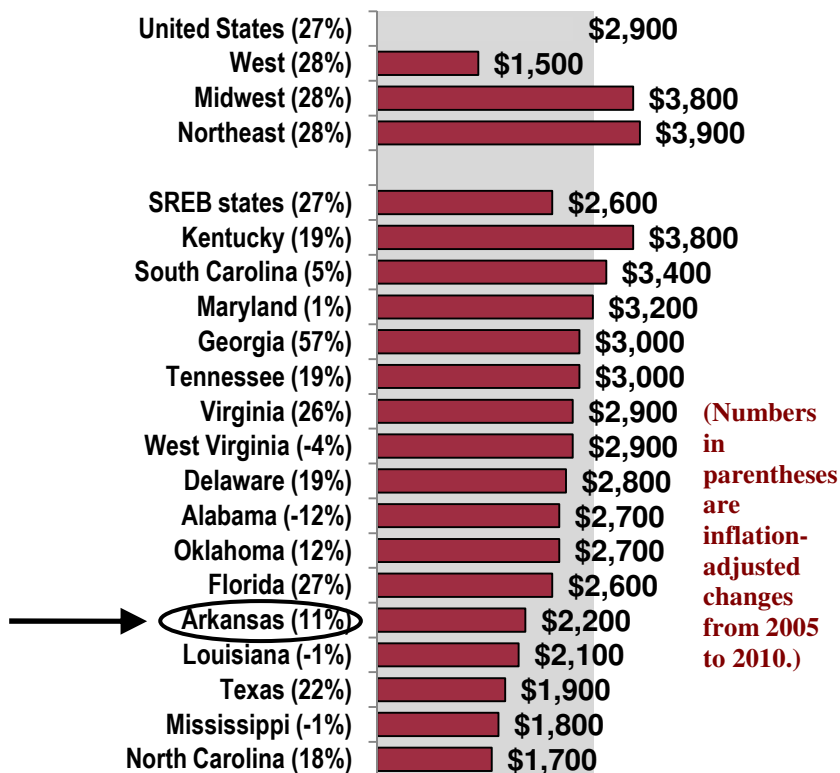 United States (27%) $2,900
West (28%) $1,500
Midwest (28%) $3,800
Northeast (28%) $3,900
SREB states (27%) $2,600
Kentucky (19%) $3,800
South Carolina (5%) $3,400
Maryland (1%) $3,200
Georgia (57%) $3,000
Tennessee (19%) $3,000
Virginia (26%) $2,900
West Virginia (-4%) $2,900
Delaware (19%) $2,800
Alabama (-12%) $2,700
Oklahoma (12%) $2,700
Florida (27%) $2,600
Arkansas (11%) $2,200
Louisiana (-1%) $2,100
Texas (22%) $1,900
Mississippi (-1%) $1,800
North Carolina (18%) $1,700
(Numbers
in
parentheses
are
inflation-
adjusted
changes
from 2005
to 2010.)